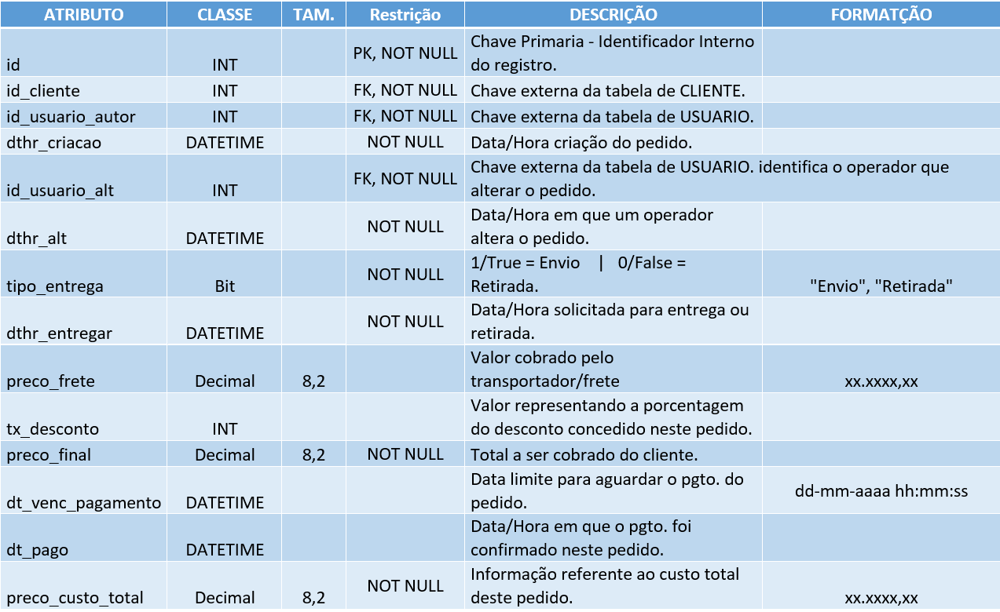 ATRIBUTO CLASSE TAM. Restrição DESCRIÇÃO FORMATÇÃO
id INT PK, NOT NULL Chave Primaria - Identificador Interno
do registro.
id_cliente INT FK, NOT NULL Chave externa da tabela de CLIENTE.
id_usuario_autor INT FK, NOT NULL Chave externa da tabela de USUARIO.
dthr_criacao DATETIME NOT NULL Data/Hora criação do pedido.
id_usuario_alt INT FK, NOT NULL Chave externa da tabela de USUARIO. identifica o operador que
alterar o pedido.
dthr_alt DATETIME NOT NULL Data/Hora em que um operador
altera o pedido.
tipo_entrega Bit NOT NULL 1/True = Envio | 0/False =
Retirada. "Envio", "Retirada"
dthr_entregar DATETIME NOT NULL Data/Hora solicitada para entrega ou
retirada.
preco_frete Decimal 8,2 Valor cobrado pelo
transportador/frete xx.xxxx,xx
tx_desconto INT Valor representando a porcentagem
do desconto concedido neste pedido.
preco_final Decimal 8,2 NOT NULL Total a ser cobrado do cliente.
dt_venc_pagamento DATETIME Data limite para aguardar o pgto. do
pedido. dd-mm-aaaa hh:mm:ss
dt_pago DATETIME Data/Hora em que o pgto. foi
confirmado neste pedido.
preco_custo_total Decimal 8,2 NOT NULL Informação referente ao custo total
deste pedido. xx.xxxx,xx